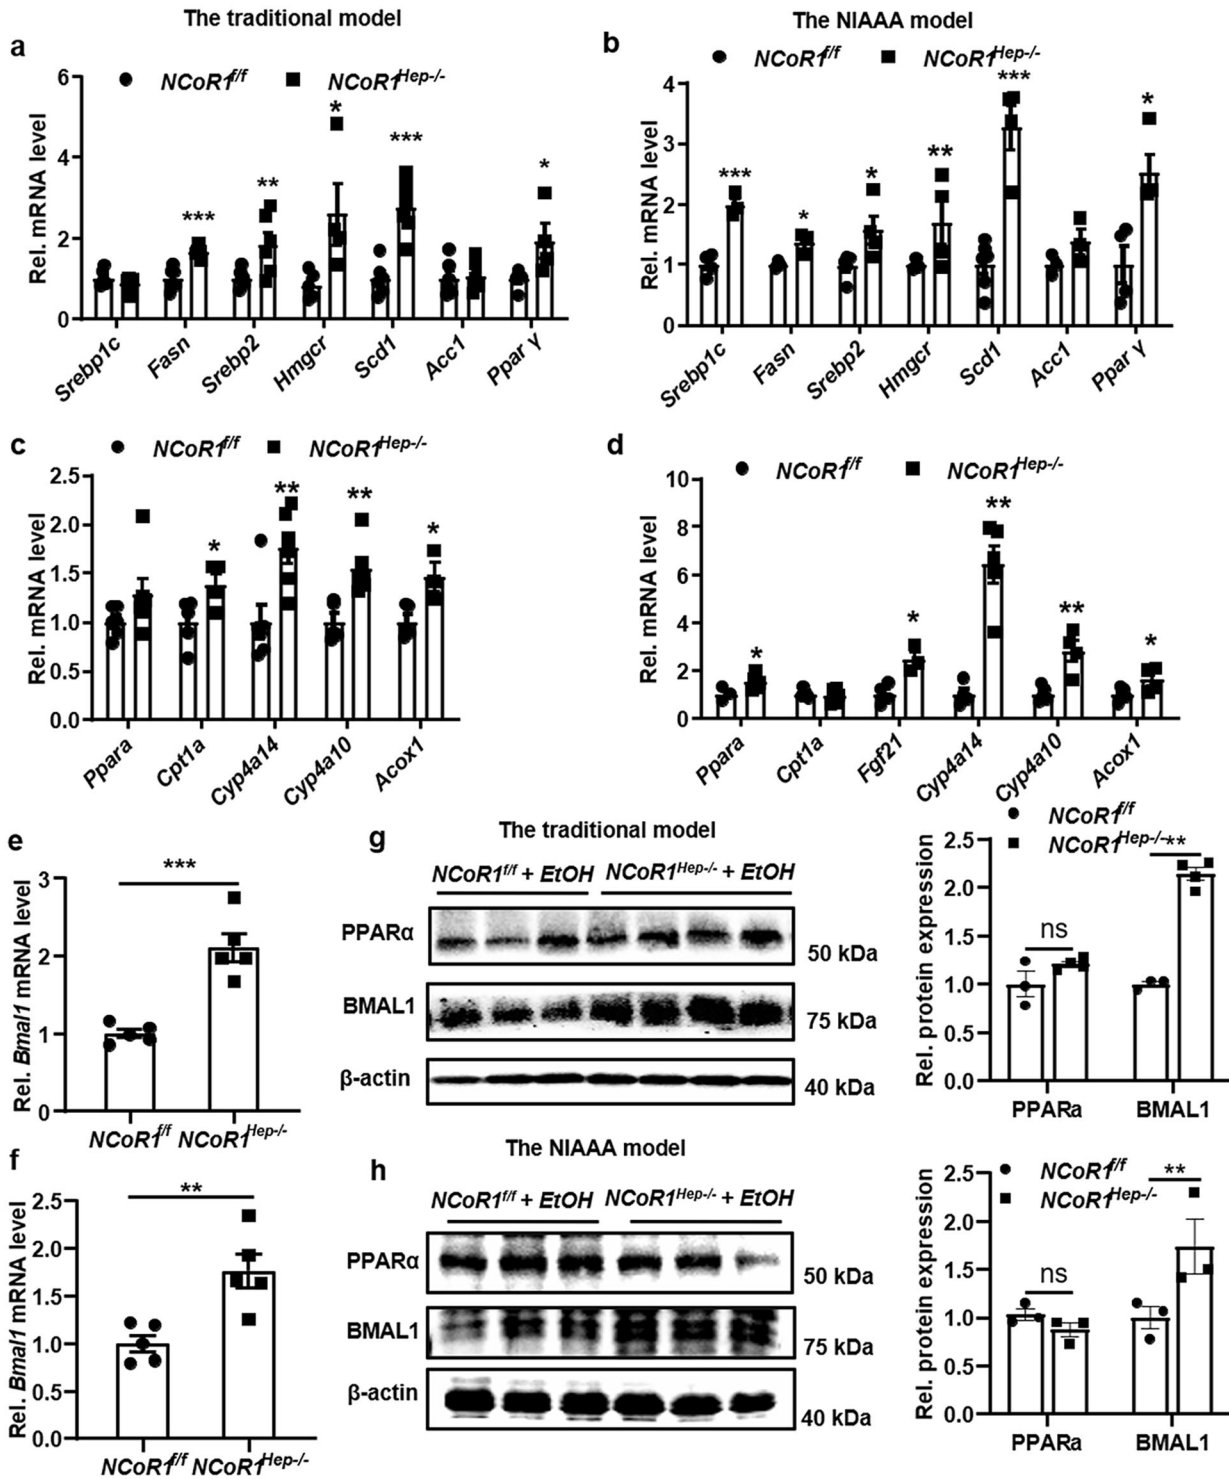 The traditional model
The NIAAA model
a
NCoR1f/f
NCoR1Hep-/-
Rel. mRNA level
6
4
2
0
*** ** * *** *
Srebp1c Fasn Srebp2 Hmgcr Scd1 Acc1 Ppar γ
b
NCoR1f/f
NCoR1Hep-/-
Rel. mRNA level
4
3
2
1
0
*** * * ** *** *
Srebp1c Fasn Srebp2 Hmgcr Scd1 Acc1 Ppar γ
c
NCoR1f/f
NCoR1Hep-/-
Rel. mRNA level
2.5
2.0
1.5
1.0
0.5
0.0
* ** ** *
Ppara Cpt1a Cyp4a14 Cyp4a10 Acox1
d
NCoR1f/f
NCoR1Hep-/-
Rel. mRNA level
10
8
6
4
2
0
* * ** ** *
Ppara Cpt1a Fgf21 Cyp4a14 Cyp4a10 Acox1
e
Rel. Bmal1 mRNA level
3
2
1
0
***
NCoR1f/f NCoR1Hep-/-
f
Rel. Bmal1 mRNA level
2.5
2.0
1.5
1.0
0.5
0.0
**
NCoR1f/f NCoR1Hep-/-
g
The traditional model
NCoR1f/f + EtOH NCoR1Hep-/- + EtOH
PPARα
50 kDa
BMAL1
75 kDa
β-actin
40 kDa
NCoR1f/f
NCoR1Hep-/-
Rel. protein expression
2.5
2.0
1.5
1.0
0.5
0.0
ns **
PPARa BMAL1
The NIAAA model
h
NCoR1f/f + EtOH NCoR1Hep-/- + EtOH
PPARα
50 kDa
BMAL1
75 kDa
β-actin
40 kDa
NCoR1f/f
NCoR1Hep-/-
Rel. protein expression
2.5
2.0
1.5
1.0
0.5
0.0
ns **
PPARa BMAL1